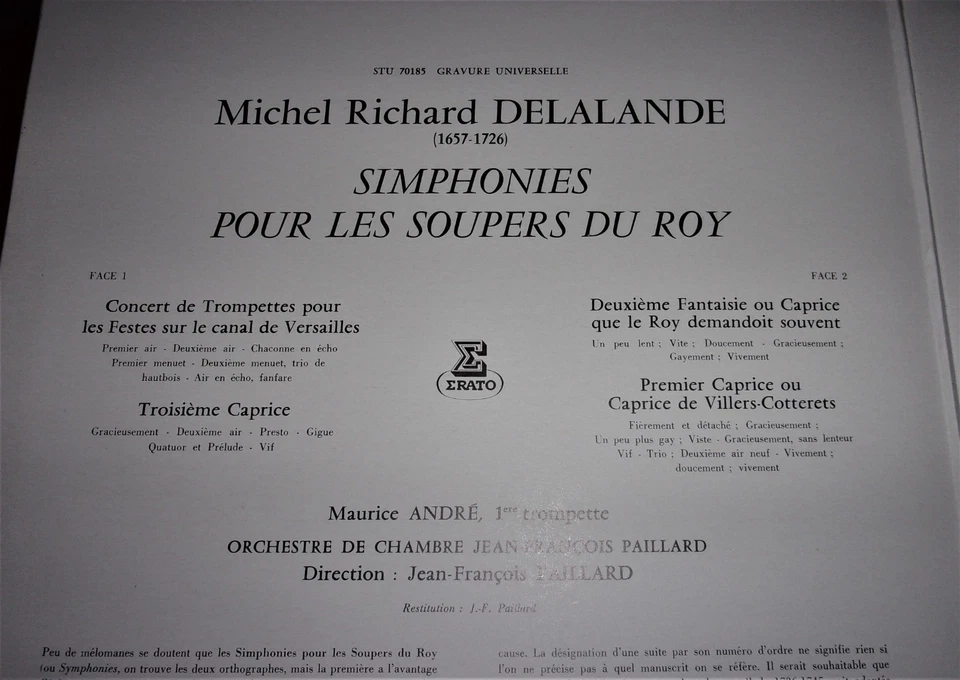 STU 70185 GRAVURE UNIVERSELLE
Michel Richard DELALANDE
(1657-1726)
SIMPHONIES
POUR LES SOUPERS DU ROY
FACE 1
Concert de Trompettes pour
les Festes sur le canal de Versailles
Premier air - Deuxième air - Chaconne en écho
Premier menuet - Deuxième menuet, trio de
hautbois - Air en écho, fanfare
Troisième Caprice
Gracieusement - Deuxième air - Presto - Gigue
Quatuor et Prélude - Vif
ΣRATO
FACE 2
Deuxième Fantaisie ou Caprice
que le Roy demandoit souvent
Un peu lent ; Vite ; Doucement - Gracieusement ;
Gayement ; Vivement
Premier Caprice ou
Caprice de Villers-Cotterets
Fièrement et détaché ; Gracieusement ;
Un peu plus gay ; Viste - Gracieusement, sans lenteur
Vif - Trio ; Deuxième air neuf - Vivement ;
doucement ; vivement
Maurice ANDRÉ, 1ere trompette
ORCHESTRE DE CHAMBRE JEAN-FRANÇOIS PAILLARD
Direction : Jean-François PAILLARD
Restitution : J.-F. Paillard
Peu de mélomanes se doutent que les Simphonies pour les Soupers du Roy
(ou Symphonies, on trouve les deux orthographes, mais la première a l'avantage
cause. La désignation d'une suite par son numéro d'ordre ne signifie rien si
l'on ne précise pas à quel manuscrit on se réfère. Il serait souhaitable que